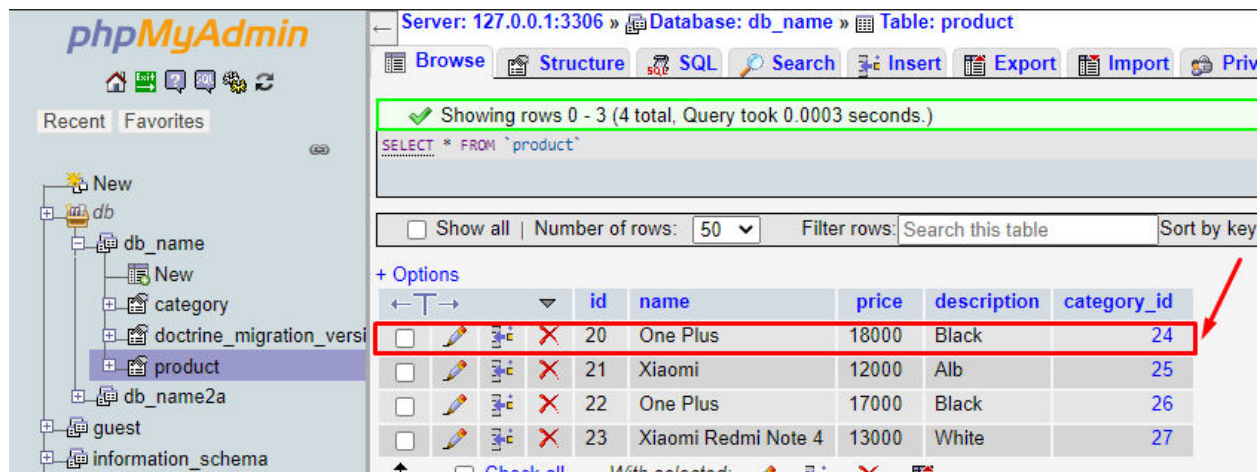 phpMyAdmin
Recent Favorites
New
db
db_name
New
category
doctrine_migration_versi
product
db_name2a
guest
information_schema
Server: 127.0.0.1:3306 » Database: db_name » Table: product
Browse Structure SQL Search Insert Export Import Priv
Showing rows 0 - 3 (4 total, Query took 0.0003 seconds.)
SELECT * FROM `product`
Show all | Number of rows: 50 Filter rows: Search this table Sort by key
+ Options
←T→ id name price description category_id
20 One Plus 18000 Black 24
21 Xiaomi 12000 Alb 25
22 One Plus 17000 Black 26
23 Xiaomi Redmi Note 4 13000 White 27
Check all With selected: